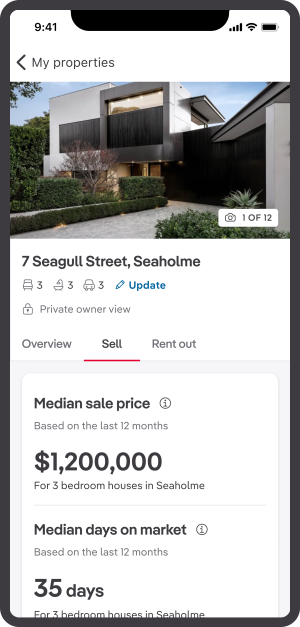 9:41
My properties
1 OF 12
7 Seagull Street, Seaholme
3 3 3 Update
Private owner view
Overview Sell Rent out
Median sale price
Based on the last 12 months
$1,200,000
For 3 bedroom houses in Seaholme
Median days on market
Based on the last 12 months
35 days
For 3 bedroom houses in Seaholme